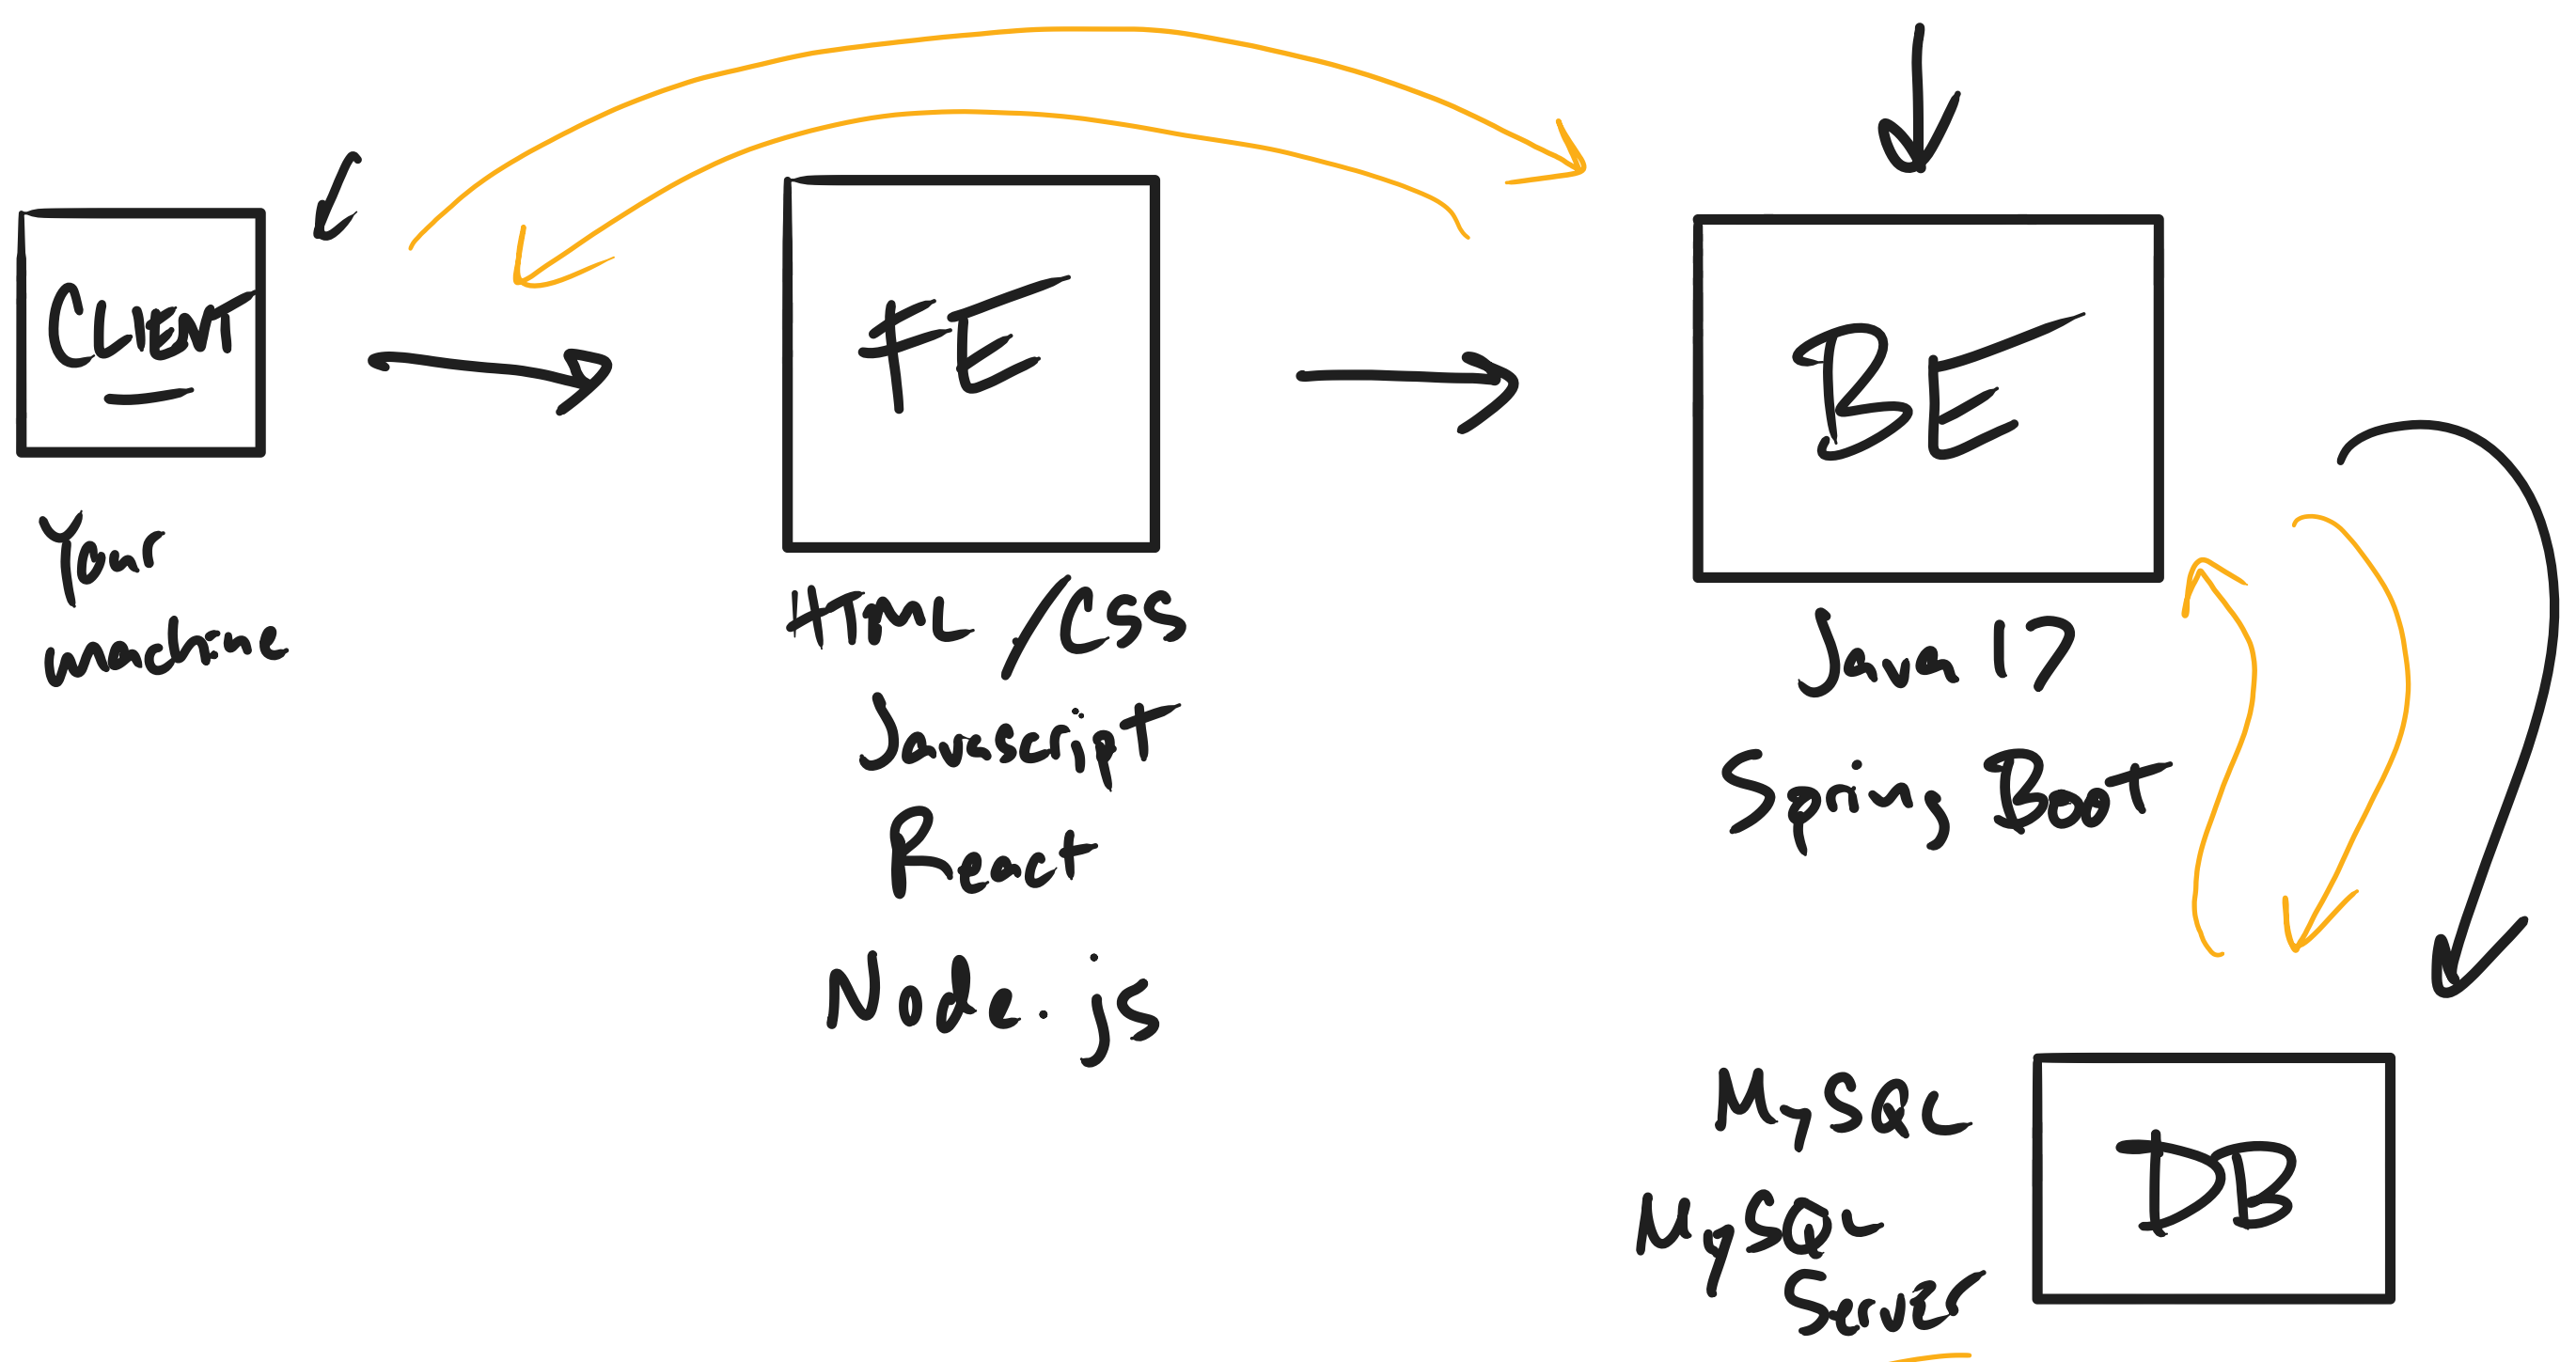 CLIENT
Your
machine
FE
HTML/CSS
Javascript
React
Node.js
BE
Java 17
Spring Boot
MySQL
MySQL
Server
DB